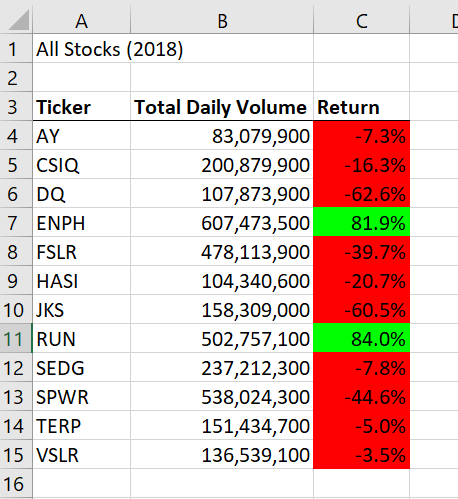 A B C
1 All Stocks (2018)
2
3 Ticker Total Daily Volume Return
4 AY 83,079,900 -7.3%
5 CSIQ 200,879,900 -16.3%
6 DQ 107,873,900 -62.6%
7 ENPH 607,473,500 81.9%
8 FSLR 478,113,900 -39.7%
9 HASI 104,340,600 -20.7%
10 JKS 158,309,000 -60.5%
11 RUN 502,757,100 84.0%
12 SEDG 237,212,300 -7.8%
13 SPWR 538,024,300 -44.6%
14 TERP 151,434,700 -5.0%
15 VSLR 136,539,100 -3.5%
16